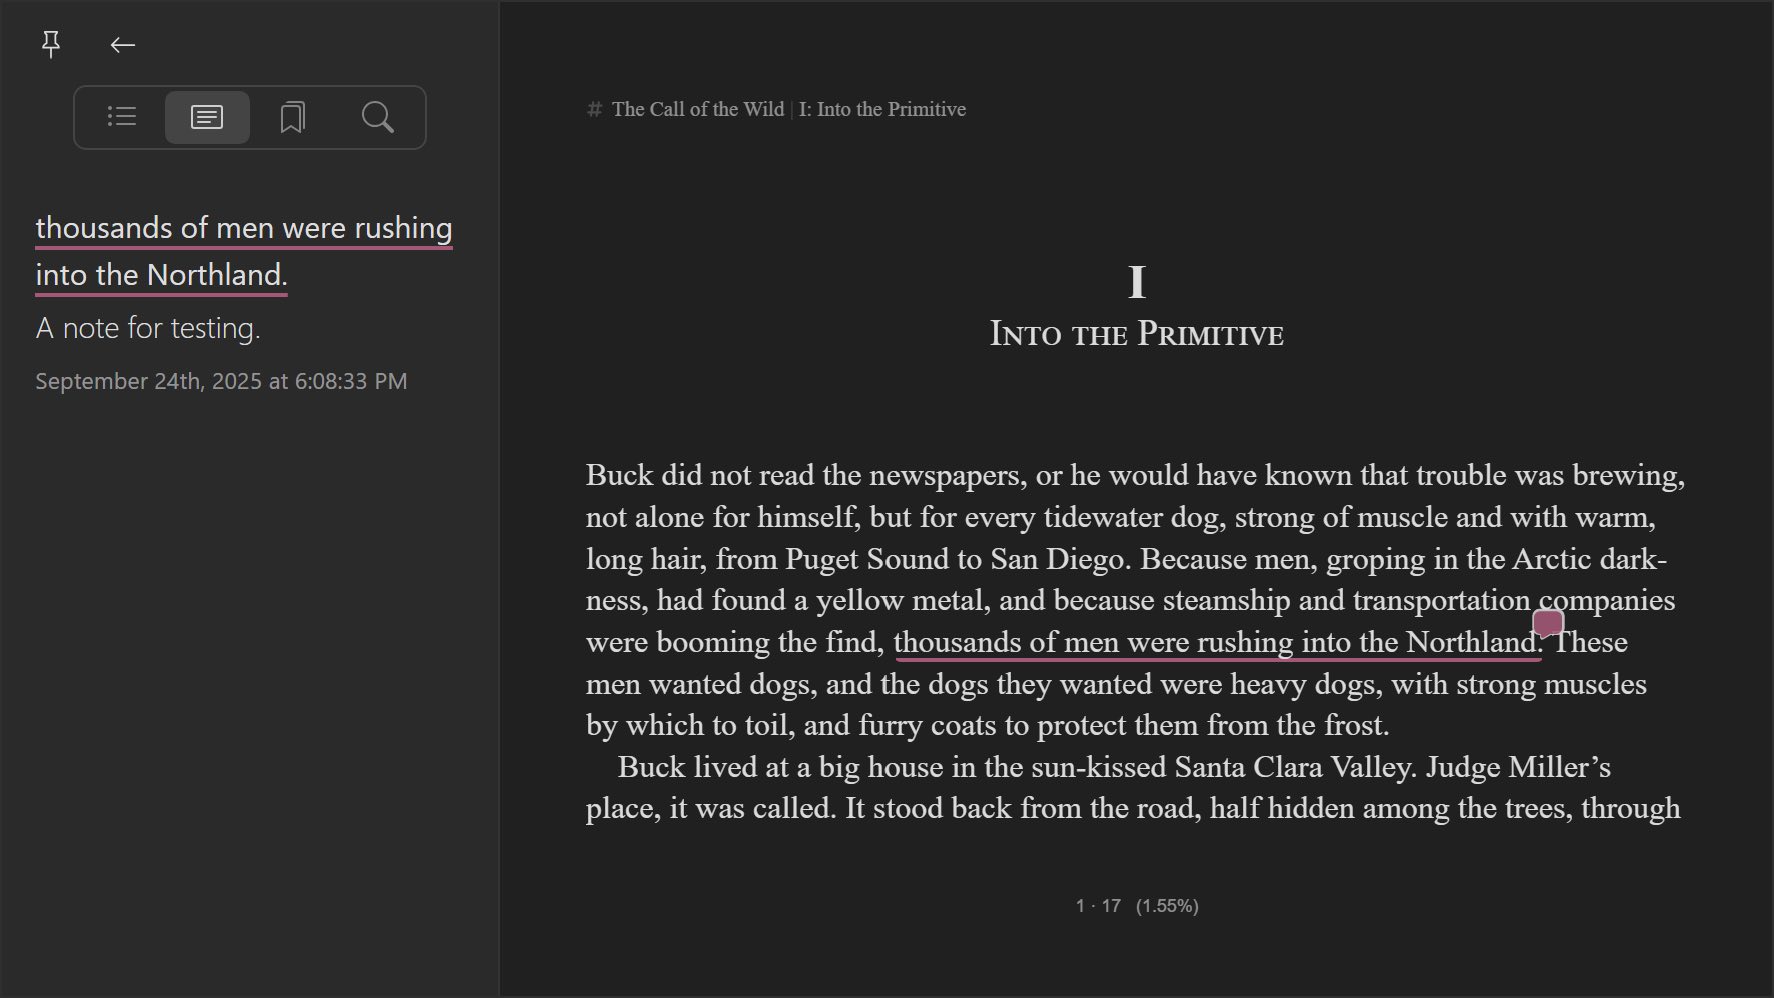 thousands of men were rushing
into the Northland.
A note for testing.
September 24th, 2025 at 6:08:33 PM
# The Call of the Wild | I: Into the Primitive
I
Into the Primitive
Buck did not read the newspapers, or he would have known that trouble was brewing,
not alone for himself, but for every tidewater dog, strong of muscle and with warm,
long hair, from Puget Sound to San Diego. Because men, groping in the Arctic dark-
ness, had found a yellow metal, and because steamship and transportation companies
were booming the find, thousands of men were rushing into the Northland. These
men wanted dogs, and the dogs they wanted were heavy dogs, with strong muscles
by which to toil, and furry coats to protect them from the frost.
Buck lived at a big house in the sun-kissed Santa Clara Valley. Judge Miller’s
place, it was called. It stood back from the road, half hidden among the trees, through
1 · 17 (1.55%)